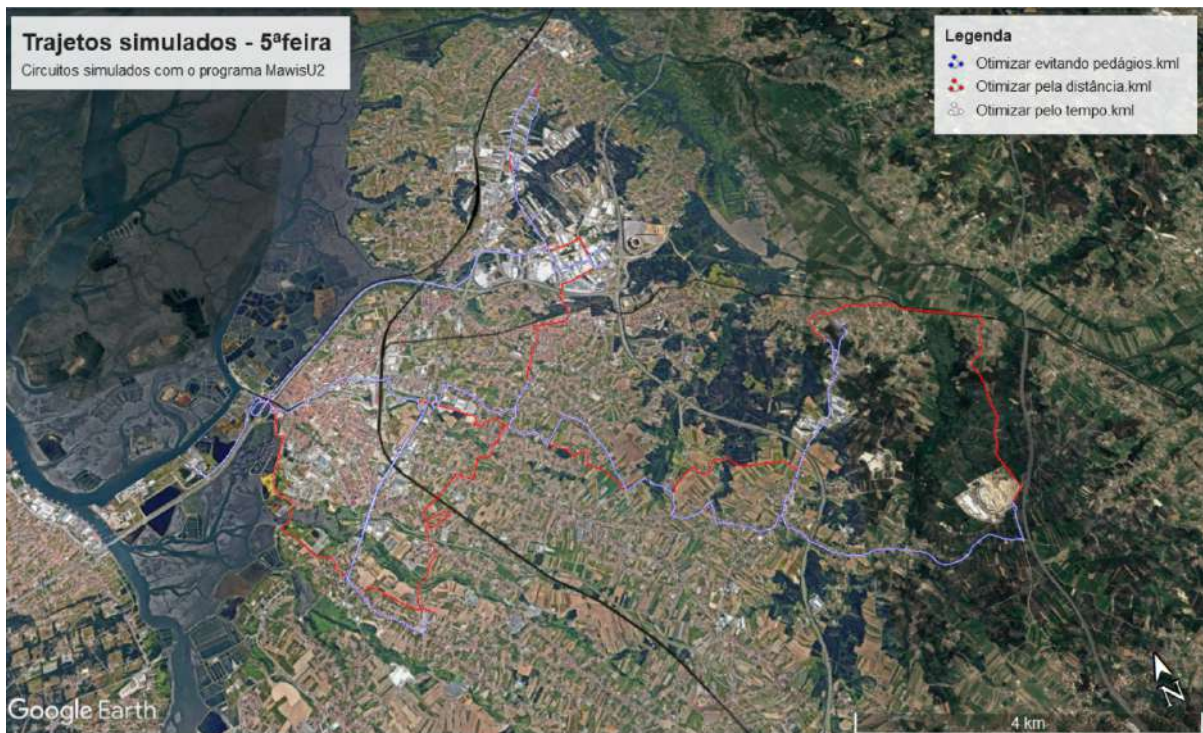 Trajetos simulados - 5ªfeira
Circuitos simulados com o programa MawisU2
Legenda
Otimizar evitando pedágios.kml
Otimizar pela distância.kml
Otimizar pelo tempo.kml
N
4 km
Google Earth